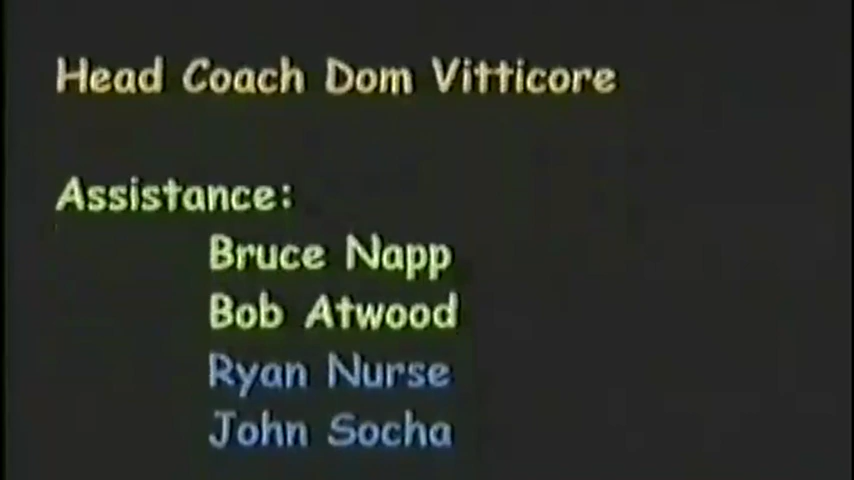 Head Coach Dom Vitticore
Assistance:
Bruce Napp
Bob Atwood
Ryan Nurse
John Socha